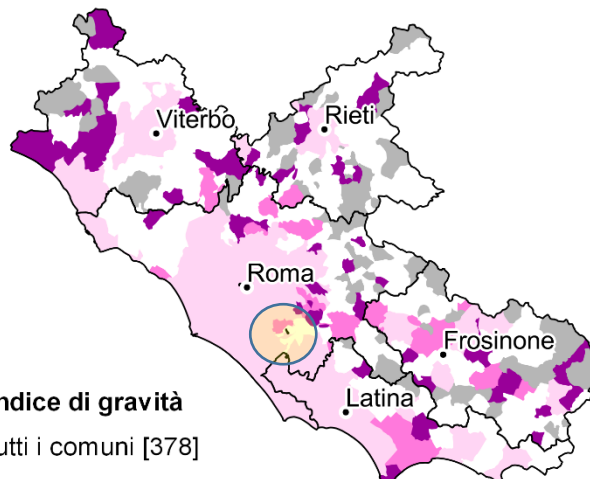 Viterbo
Rieti
Roma
Frosinone
Latina
ndice di gravità
utti i comuni [378]